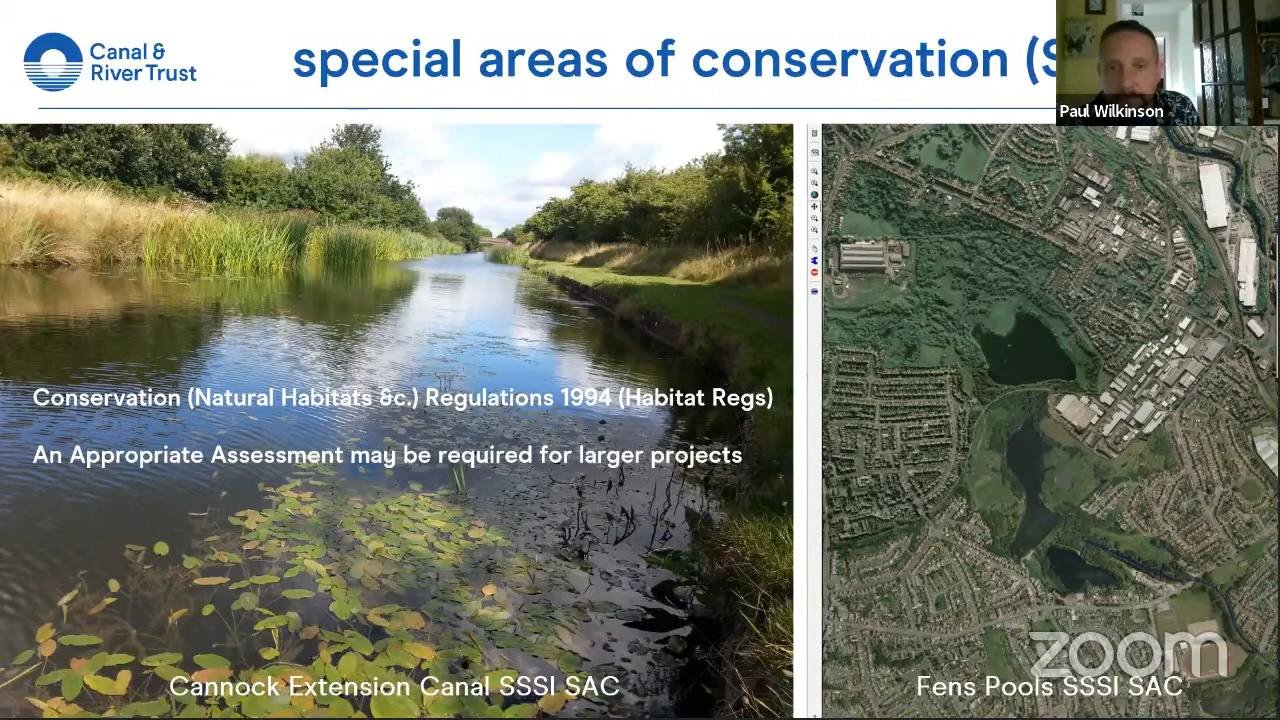 Canal &
River Trust
special areas of conservation (S
Paul Wilkinson
Conservation (Natural Habitats &c.) Regulations 1994 (Habitat Regs)
An Appropriate Assessment may be required for larger projects
Cannock Extension Canal SSSI SAC
Fens Pools SSSI SAC
zoom